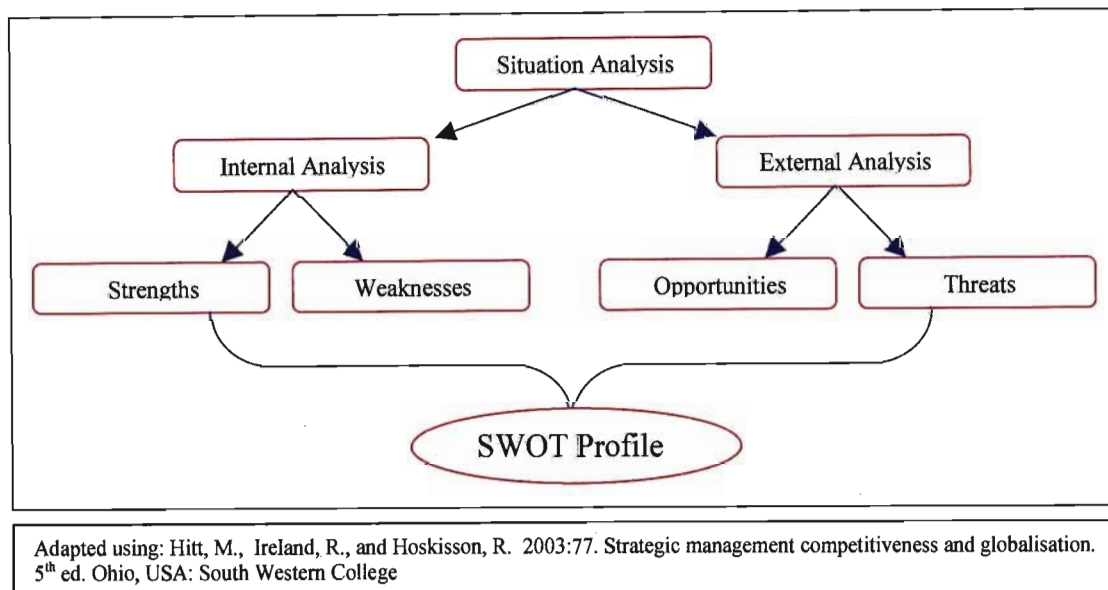 Situation Analysis
Internal Analysis
External Analysis
Strengths
Weaknesses
Opportunities
Threats
SWOT Profile
Adapted using: Hitt, M., Ireland, R., and Hoskisson, R. 2003:77. Strategic management competitiveness and globalisation.
5th ed. Ohio, USA: South Western College